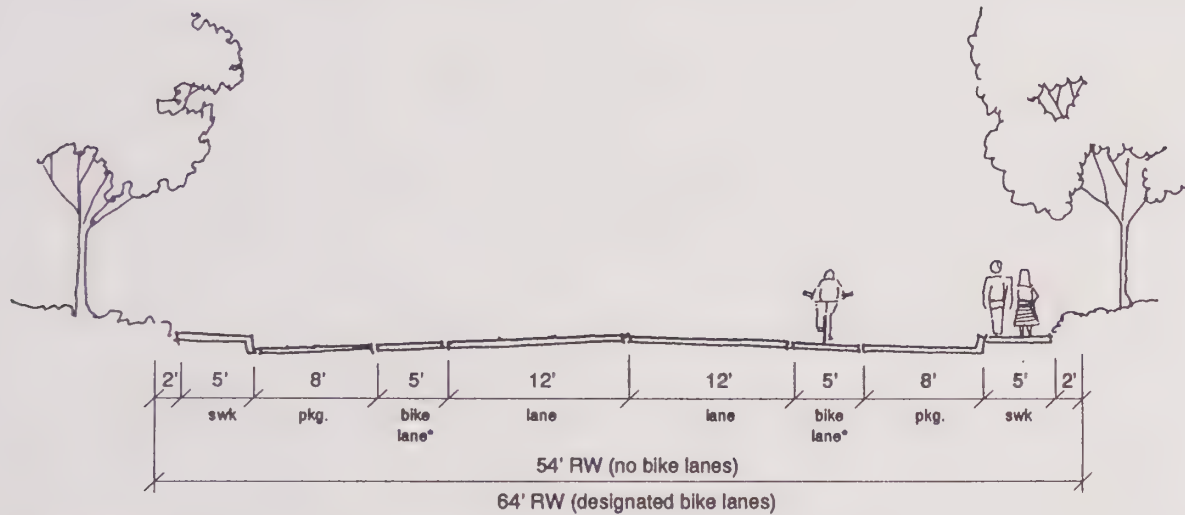 2' 5' 8' 5' 12' 12' 5' 8' 5' 2'
swk pkg. bike lane* lane lane bike lane* pkg. swk
54' RW (no bike lanes)
64' RW (designated bike lanes)